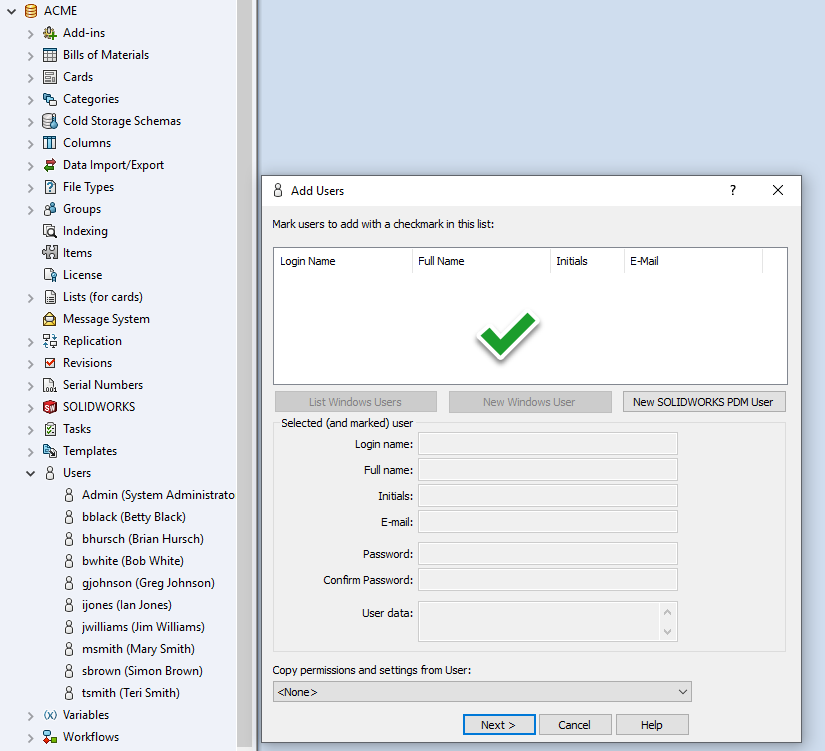 ACME
Add-ins
Bills of Materials
Cards
Categories
Cold Storage Schemas
Columns
Data Import/Export
File Types
Groups
Indexing
Items
License
Lists (for cards)
Message System
Replication
Revisions
Serial Numbers
SW SOLIDWORKS
Tasks
Templates
Users
Admin (System Administrato
bblack (Betty Black)
bhursch (Brian Hursch)
bwhite (Bob White)
gjohnson (Greg Johnson)
ijones (Ian Jones)
jwilliams (Jim Williams)
msmith (Mary Smith)
sbrown (Simon Brown)
tsmith (Teri Smith)
(x) Variables
Workflows
Add Users ?
Mark users to add with a checkmark in this list:
Login Name Full Name Initials E-Mail
List Windows Users New Windows User New SOLIDWORKS PDM User
Selected (and marked) user
Login name:
Full name:
Initials:
E-mail:
Password:
Confirm Password:
User data:
Copy permissions and settings from User:
<None>
Next > Cancel Help